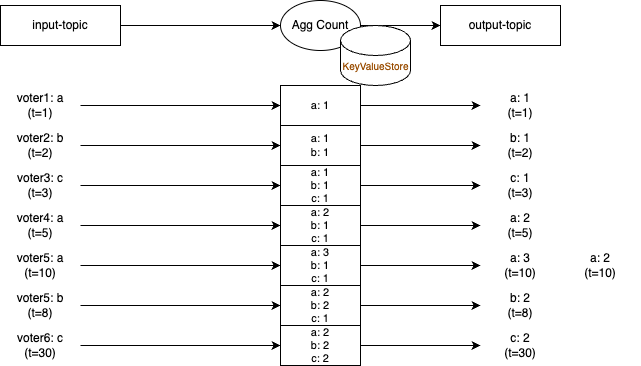 input-topic
Agg Count
output-topic
KeyValueStore
voter1: a
(t=1)
a: 1
a: 1
(t=1)
voter2: b
(t=2)
a: 1
b: 1
b: 1
(t=2)
voter3: c
(t=3)
a: 1
b: 1
c: 1
c: 1
(t=3)
voter4: a
(t=5)
a: 2
b: 1
c: 1
a: 2
(t=5)
voter5: a
(t=10)
a: 3
b: 1
c: 1
a: 3
(t=10)
a: 2
(t=10)
voter5: b
(t=8)
a: 2
b: 2
c: 1
b: 2
(t=8)
voter6: c
(t=30)
a: 2
b: 2
c: 2
c: 2
(t=30)